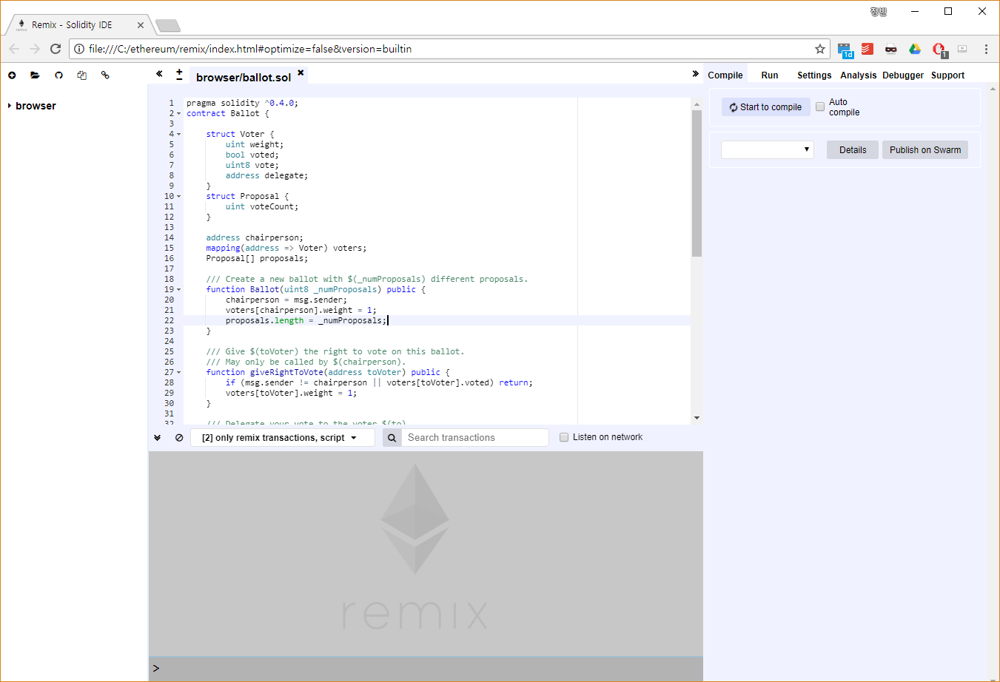 정빈
Remix - Solidity IDE
file:///C:/ethereum/remix/index.html#optimize=false&version=builtin
1d
1
browser/ballot.sol
Compile Run Settings Analysis Debugger Support
browser
Start to compile
Auto compile
Details
Publish on Swarm
1 pragma solidity ^0.4.0;
2 contract Ballot {
3
4 struct Voter {
5 uint weight;
6 bool voted;
7 uint8 vote;
8 address delegate;
9 }
10 struct Proposal {
11 uint voteCount;
12 }
13
14 address chairperson;
15 mapping(address => Voter) voters;
16 Proposal[] proposals;
17
18 /// Create a new ballot with $(_numProposals) different proposals.
19 function Ballot(uint8 _numProposals) public {
20 chairperson = msg.sender;
21 voters[chairperson].weight = 1;
22 proposals.length = _numProposals;
23 }
24
25 /// Give $(toVoter) the right to vote on this ballot.
26 /// May only be called by $(chairperson).
27 function giveRightToVote(address toVoter) public {
28 if (msg.sender != chairperson || voters[toVoter].voted) return;
29 voters[toVoter].weight = 1;
30 }
31
32 /// Delegate your vote to the voter $(to)
[2] only remix transactions, script
Search transactions
Listen on network
remix
>